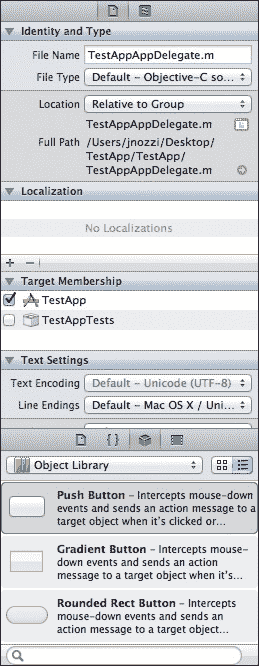 Identity and Type
File Name TestAppAppDelegate.m
File Type Default – Objective-C so...
Location Relative to Group
TestAppAppDelegate.m
Full Path /Users/jnozzi/Desktop/
TestApp/TestApp/
TestAppAppDelegate.m
Localization
No Localizations
Target Membership
TestApp
TestAppTests
Text Settings
Text Encoding Default – Unicode (UTF-8)
Line Endings Default – Mac OS X / Uni...
{ }
Object Library
Push Button – Intercepts mouse-down
events and sends an action message to a
target object when it's clicked or...
Gradient Button – Intercepts mouse-
down events and sends an action
message to a target object when it's...
Rounded Rect Button – Intercepts
mouse-down events and sends an
action message to a target object...